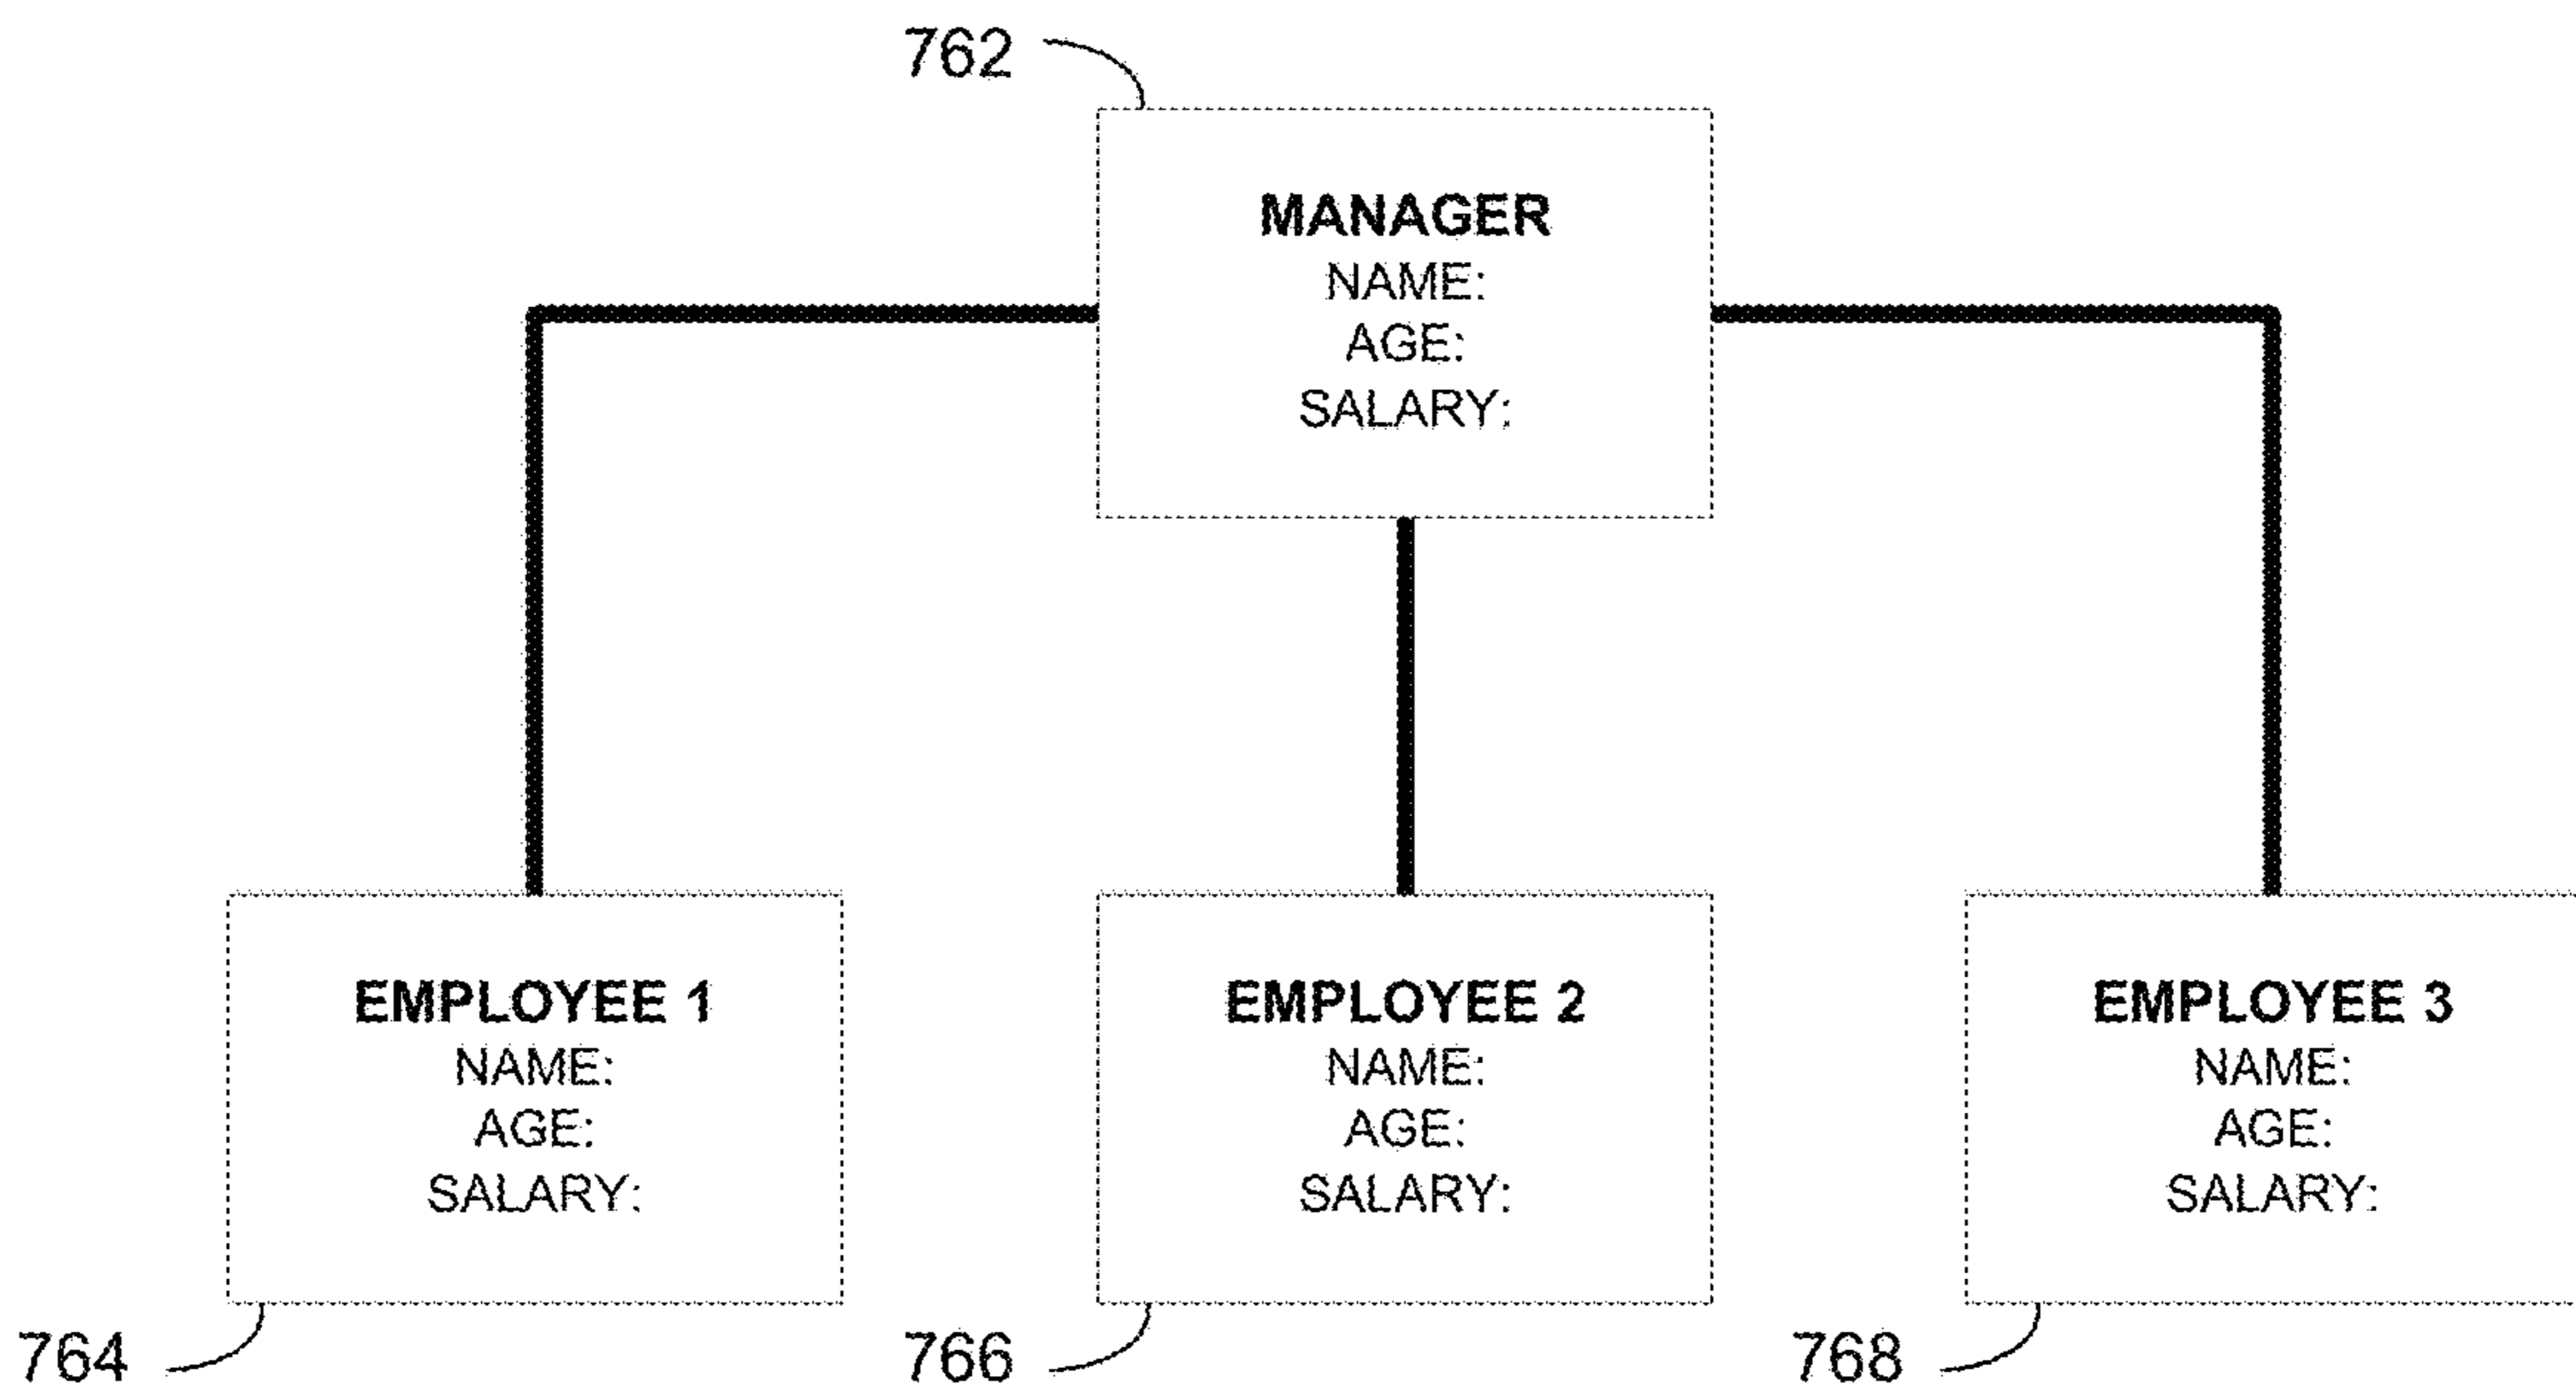 762
MANAGER
NAME:
AGE:
SALARY:
EMPLOYEE 1
NAME:
AGE:
SALARY:
EMPLOYEE 2
NAME:
AGE:
SALARY:
EMPLOYEE 3
NAME:
AGE:
SALARY:
764
766
768